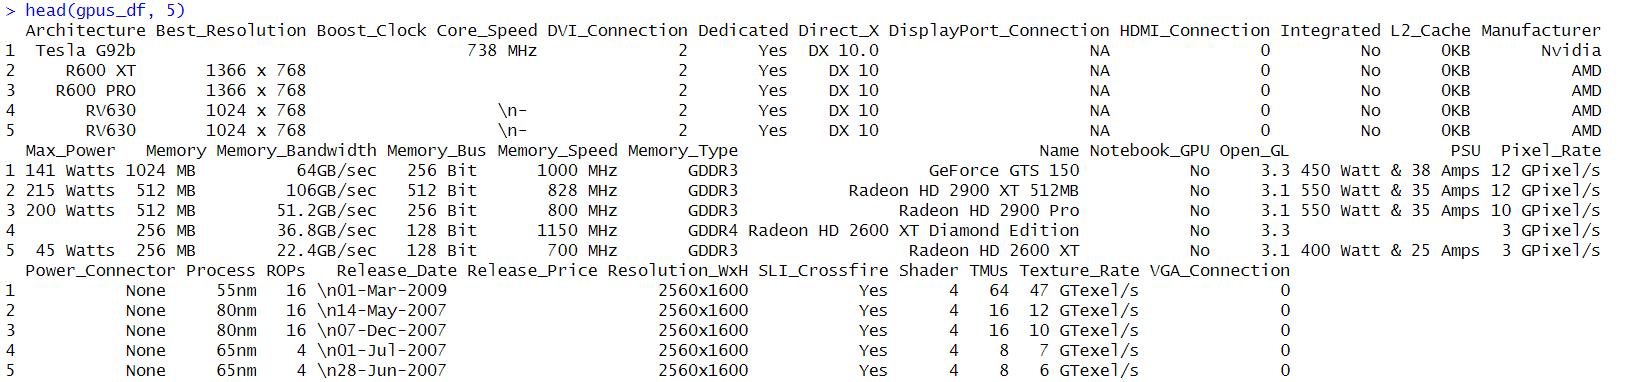 > head(gpus_df, 5)
Architecture Best_Resolution Boost_Clock Core_Speed DVI_Connection Dedicated Direct_X DisplayPort_Connection HDMI_Connection Integrated L2_Cache Manufacturer
1 Tesla G92b 738 MHz 2 Yes DX 10.0 NA 0 No 0KB Nvidia
2 R600 XT 1366 x 768 2 Yes DX 10 NA 0 No 0KB AMD
3 R600 PRO 1366 x 768 2 Yes DX 10 NA 0 No 0KB AMD
4 RV630 1024 x 768 \n- 2 Yes DX 10 NA 0 No 0KB AMD
5 RV630 1024 x 768 \n- 2 Yes DX 10 NA 0 No 0KB AMD
Max_Power Memory Memory_Bandwidth Memory_Bus Memory_Speed Memory_Type Name Notebook_GPU Open_GL PSU Pixel_Rate
1 141 Watts 1024 MB 64GB/sec 256 Bit 1000 MHz GDDR3 GeForce GTS 150 No 3.3 450 Watt & 38 Amps 12 GPixel/s
2 215 Watts 512 MB 106GB/sec 512 Bit 828 MHz GDDR3 Radeon HD 2900 XT 512MB No 3.1 550 Watt & 35 Amps 12 GPixel/s
3 200 Watts 512 MB 51.2GB/sec 256 Bit 800 MHz GDDR3 Radeon HD 2900 Pro No 3.1 550 Watt & 35 Amps 10 GPixel/s
4 256 MB 36.8GB/sec 128 Bit 1150 MHz GDDR4 Radeon HD 2600 XT Diamond Edition No 3.3 3 GPixel/s
5 45 Watts 256 MB 22.4GB/sec 128 Bit 700 MHz GDDR3 Radeon HD 2600 XT No 3.1 400 Watt & 25 Amps 3 GPixel/s
Power_Connector Process ROPs Release_Date Release_Price Resolution_WxH SLI_Crossfire Shader TMUs Texture_Rate VGA_Connection
1 None 55nm 16 \n01-Mar-2009 2560x1600 Yes 4 64 47 GTexel/s 0
2 None 80nm 16 \n14-May-2007 2560x1600 Yes 4 16 12 GTexel/s 0
3 None 80nm 16 \n07-Dec-2007 2560x1600 Yes 4 16 10 GTexel/s 0
4 None 65nm 4 \n01-Jul-2007 2560x1600 Yes 4 8 7 GTexel/s 0
5 None 65nm 4 \n28-Jun-2007 2560x1600 Yes 4 8 6 GTexel/s 0